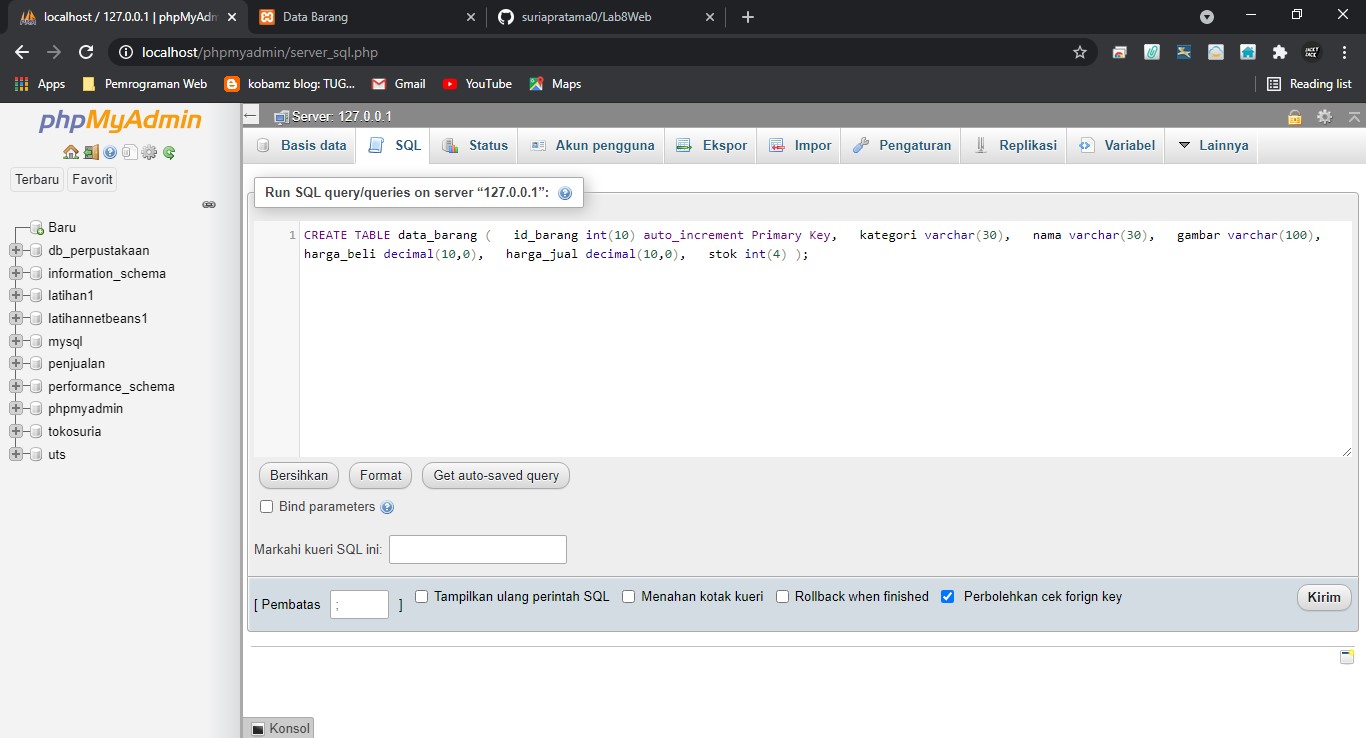 localhost / 127.0.0.1 | phpMyAdm
Data Barang
suriapratama0/Lab8Web
localhost/phpmyadmin/server_sql.php
Apps
Pemrograman Web
kobamz blog: TUG...
Gmail
YouTube
Maps
Reading list
phpMyAdmin
Terbaru
Favorit
Baru
db_perpustakaan
information_schema
latihan1
latihannetbeans1
mysql
penjualan
performance_schema
phpmyadmin
tokosuria
uts
Server: 127.0.0.1
Basis data
SQL
Status
Akun pengguna
Ekspor
Impor
Pengaturan
Replikasi
Variabel
Lainnya
Run SQL query/queries on server “127.0.0.1”:
1 CREATE TABLE data_barang (   id_barang int(10) auto_increment Primary Key,   kategori varchar(30),   nama varchar(30),   gambar varchar(100),
harga_beli decimal(10,0),   harga_jual decimal(10,0),   stok int(4) );
Bersihkan
Format
Get auto-saved query
Bind parameters
Markahi kueri SQL ini:
[ Pembatas ; ]
Tampilkan ulang perintah SQL
Menahan kotak kueri
Rollback when finished
Perbolehkan cek forign key
Kirim
Konsol